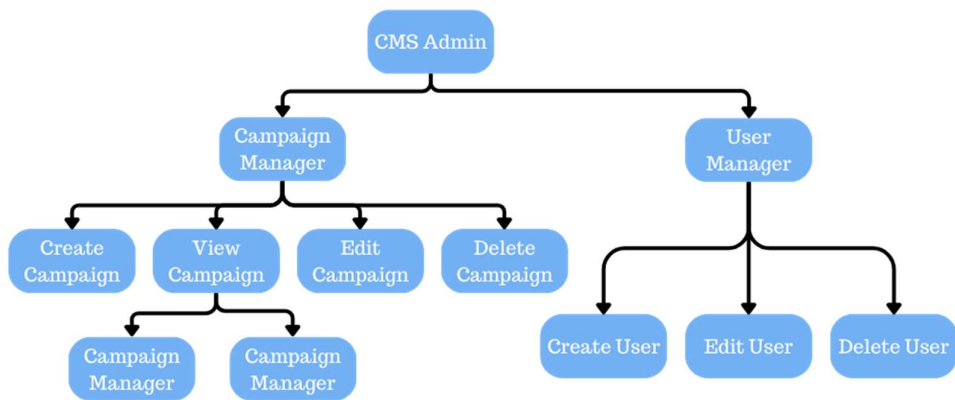 CMS Admin
Campaign
Manager
User
Manager
Create
Campaign
View
Campaign
Edit
Campaign
Delete
Campaign
Create User
Edit User
Delete User
Campaign
Manager
Campaign
Manager